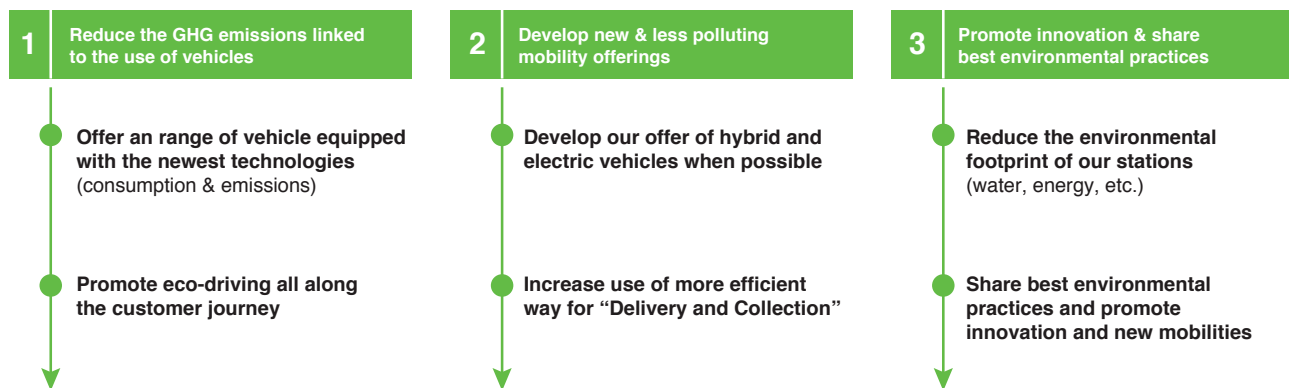 1
Reduce the GHG emissions linked
to the use of vehicles
Offer an range of vehicle equipped
with the newest technologies
(consumption & emissions)
Promote eco-driving all along
the customer journey
2
Develop new & less polluting
mobility offerings
Develop our offer of hybrid and
electric vehicles when possible
Increase use of more efficient
way for “Delivery and Collection”
3
Promote innovation & share
best environmental practices
Reduce the environmental
footprint of our stations
(water, energy, etc.)
Share best environmental
practices and promote
innovation and new mobilities